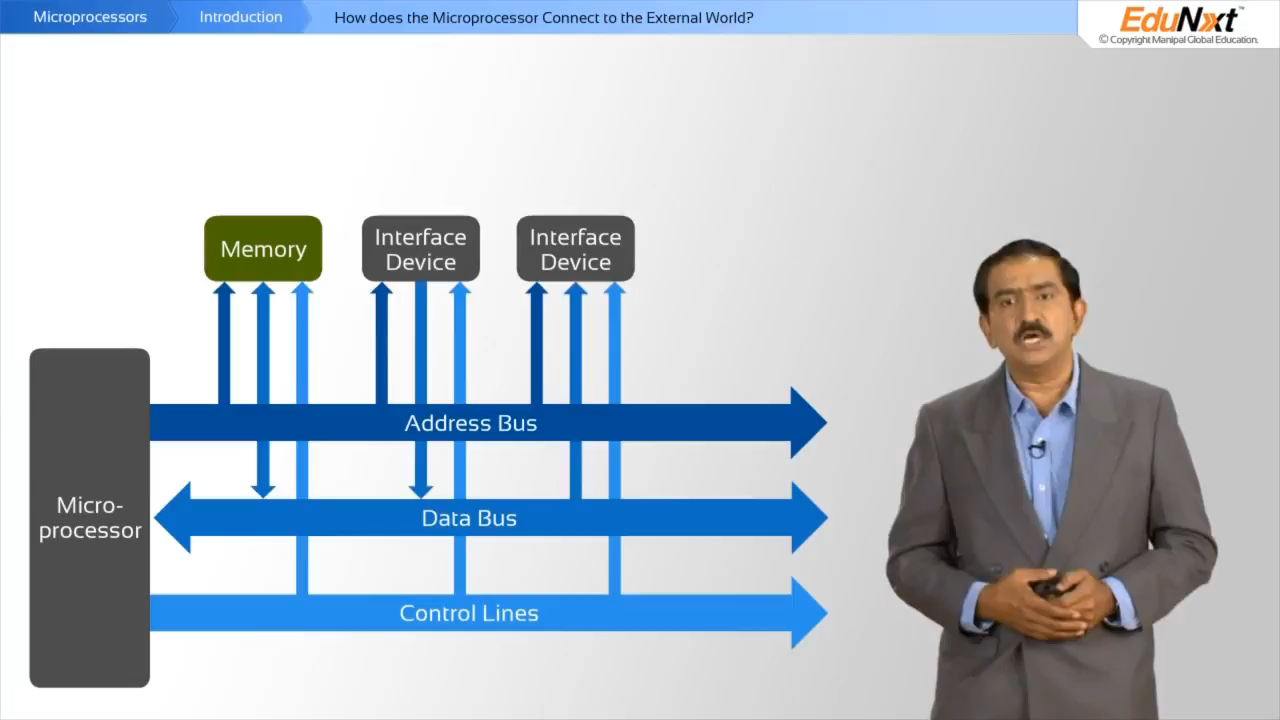 Microprocessors
Introduction
How does the Microprocessor Connect to the External World?
EduNxt™
© Copyright Manipal Global Education.
Memory
Interface
Device
Interface
Device
Micro-
processor
Address Bus
Data Bus
Control Lines